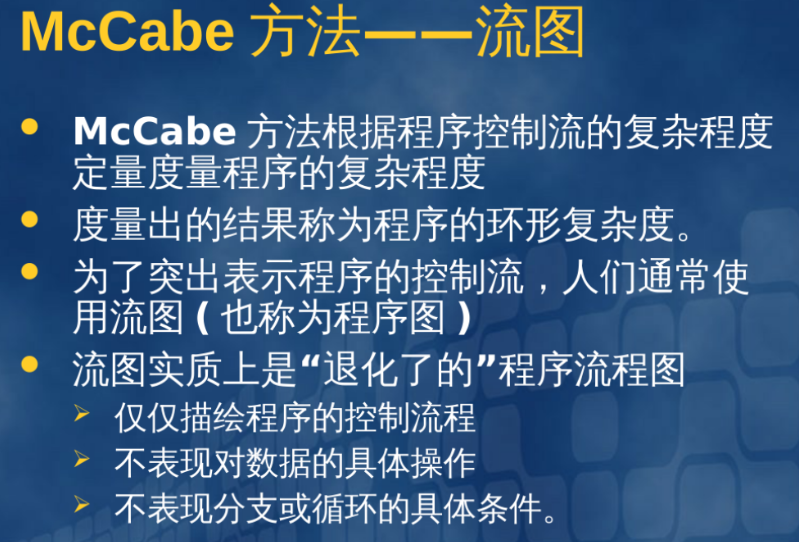 McCabe 方法——流图
McCabe 方法根据程序控制流的复杂程度
定量度量程序的复杂程度
度量出的结果称为程序的环形复杂度。
为了突出表示程序的控制流，人们通常使
用流图 ( 也称为程序图 )
流图实质上是“退化了的”程序流程图
仅仅描绘程序的控制流程
不表现对数据的具体操作
不表现分支或循环的具体条件。